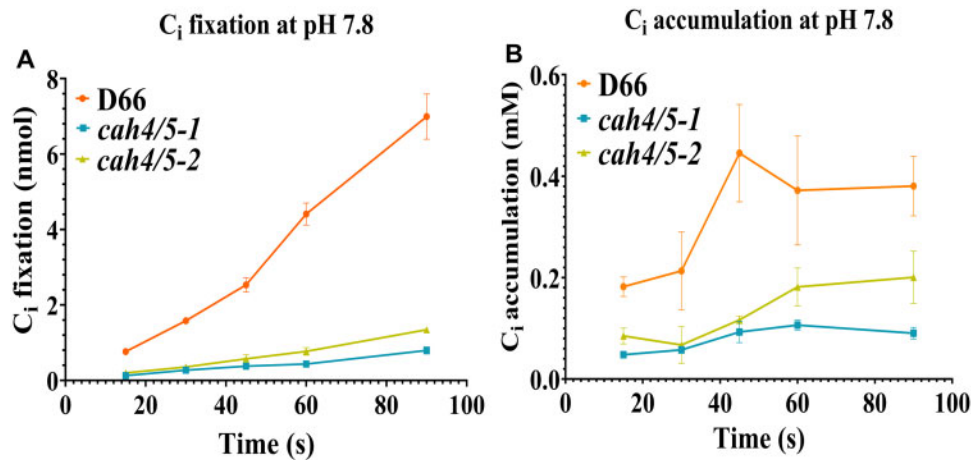 Cᵢ fixation at pH 7.8
A
8
6
4
2
0
Cᵢ fixation (nmol)
D66
cah4/5-1
cah4/5-2
0 20 40 60 80 100
Time (s)
Cᵢ accumulation at pH 7.8
B
0.6
0.4
0.2
0.0
Cᵢ accumulation (mM)
D66
cah4/5-1
cah4/5-2
0 20 40 60 80 100
Time (s)